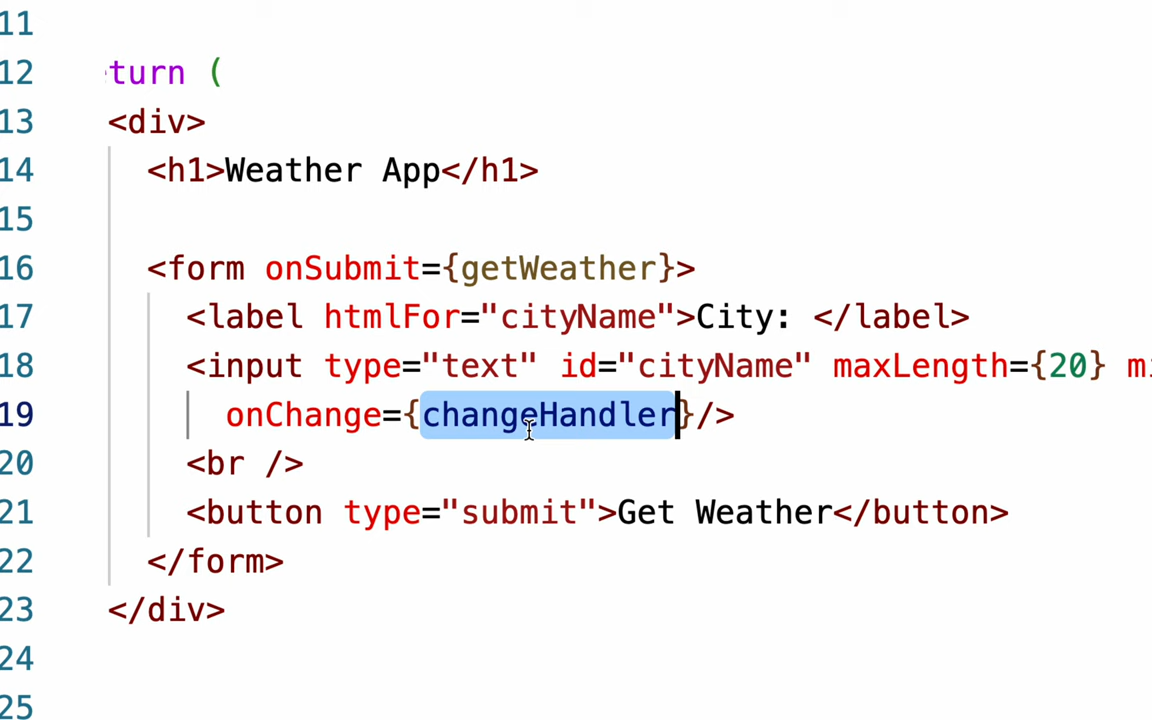 11
12 turn (
13 <div>
14 <h1>Weather App</h1>
15
16 <form onSubmit={getWeather}>
17 <label htmlFor="cityName">City: </label>
18 <input type="text" id="cityName" maxLength={20}
19 onChange={changeHandler}/>
20 <br />
21 <button type="submit">Get Weather</button>
22 </form>
23 </div>
24
25